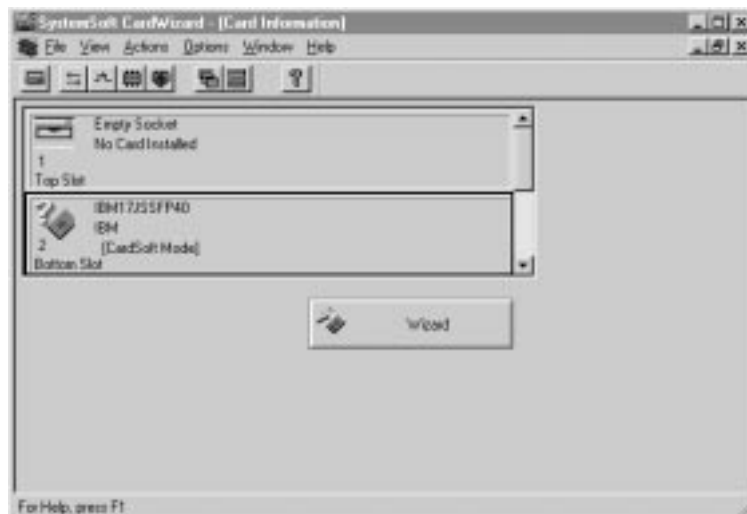 SystemSoft CardWizard - [Card Information]
File View Actions Options Window Help
Empty Socket
No Card Installed
1
Top Slot
IBM17JSSFP40
IBM
2
[CardSoft Mode]
Bottom Slot
Wizard
For Help, press F1